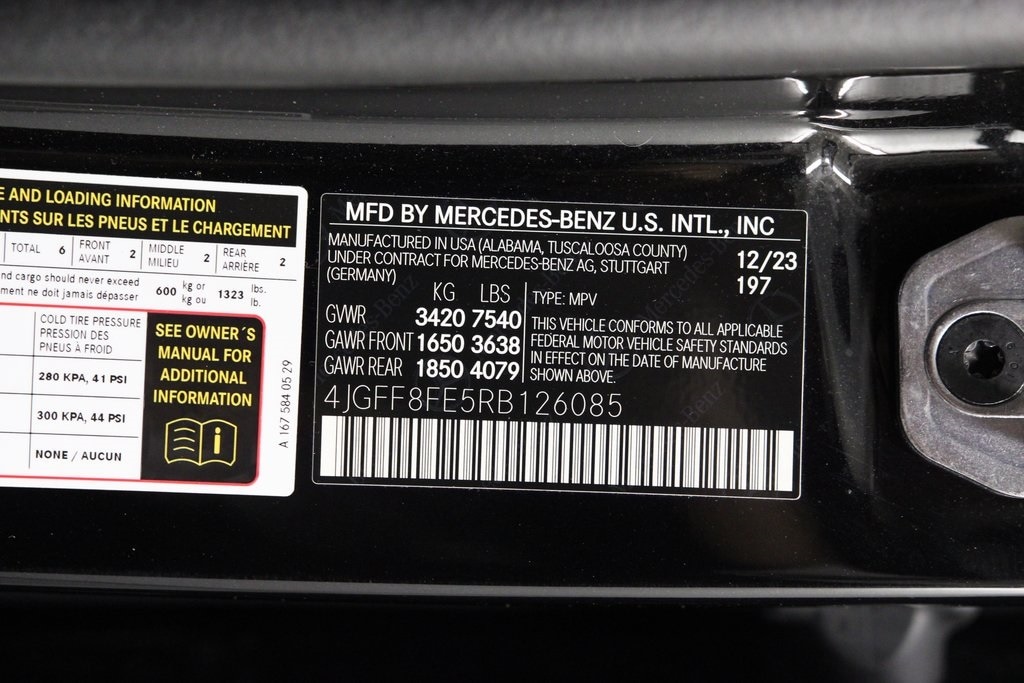 E AND LOADING INFORMATION
NTS SUR LES PNEUS ET LE CHARGEMENT
TOTAL 6 FRONT AVANT 2 MIDDLE MILIEU 2 REAR ARRIÈRE 2
nd cargo should never exceed
ment ne doit jamais dépasser
600 kg or kg ou 1323 lbs. lb.
COLD TIRE PRESSURE
PRESSION DES
PNEUS À FROID
280 KPA, 41 PSI
300 KPA, 44 PSI
NONE / AUCUN
SEE OWNER´S
MANUAL FOR
ADDITIONAL
INFORMATION
i
A 167 584 05 29
MFD BY MERCEDES-BENZ U.S. INTL., INC
MANUFACTURED IN USA (ALABAMA, TUSCALOOSA COUNTY)
UNDER CONTRACT FOR MERCEDES-BENZ AG, STUTTGART
(GERMANY)
12/23
197
KG LBS
GVWR 3420 7540
GAWR FRONT 1650 3638
GAWR REAR 1850 4079
TYPE: MPV
THIS VEHICLE CONFORMS TO ALL APPLICABLE
FEDERAL MOTOR VEHICLE SAFETY STANDARDS
IN EFFECT ON THE DATE OF MANUFACTURE
SHOWN ABOVE.
4JGFF8FE5RB126085